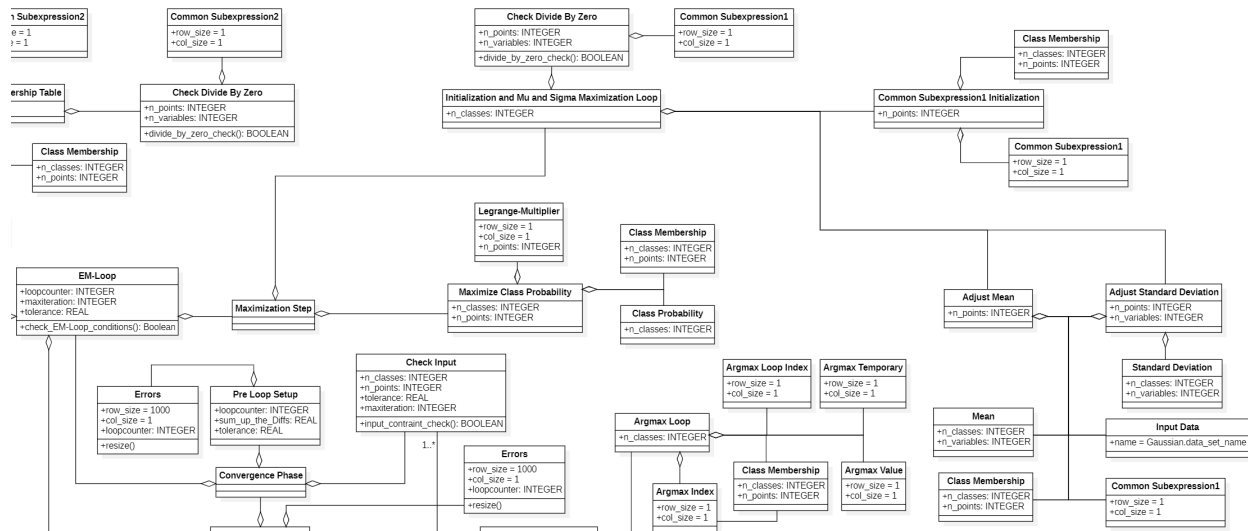 n Subexpression2
e = 1
= 1
Common Subexpression2
+row_size = 1
+col_size = 1
Check Divide By Zero
+n_points: INTEGER
+n_variables: INTEGER
+divide_by_zero_check(): BOOLEAN
Common Subexpression1
+row_size = 1
+col_size = 1
Class Membership
+n_classes: INTEGER
+n_points: INTEGER
ership Table
Check Divide By Zero
+n_points: INTEGER
+n_variables: INTEGER
+divide_by_zero_check(): BOOLEAN
Initialization and Mu and Sigma Maximization Loop
+n_classes: INTEGER
Common Subexpression1 Initialization
+n_points: INTEGER
Class Membership
+n_classes: INTEGER
+n_points: INTEGER
Common Subexpression1
+row_size = 1
+col_size = 1
Legrange-Multiplier
+row_size = 1
+col_size = 1
+n_points: INTEGER
Class Membership
+n_classes: INTEGER
+n_points: INTEGER
EM-Loop
+loopcounter: INTEGER
+maxiteration: INTEGER
+tolerance: REAL
+check_EM-Loop_conditions(): Boolean
Maximization Step
Maximize Class Probability
+n_classes: INTEGER
+n_points: INTEGER
Class Probability
+n_classes: INTEGER
Adjust Mean
+n_points: INTEGER
Adjust Standard Deviation
+n_points: INTEGER
+n_variables: INTEGER
Check Input
+n_classes: INTEGER
+n_points: INTEGER
+tolerance: REAL
+maxiteration: INTEGER
+input_contraint_check(): BOOLEAN
1..*
Argmax Loop Index
+row_size = 1
+col_size = 1
Argmax Temporary
+row_size = 1
+col_size = 1
Standard Deviation
+n_classes: INTEGER
+n_variables: INTEGER
Errors
+row_size = 1000
+col_size = 1
+loopcounter: INTEGER
+resize()
Pre Loop Setup
+loopcounter: INTEGER
+sum_up_the_Diffs: REAL
+tolerance: REAL
Argmax Loop
+n_classes: INTEGER
Mean
+n_classes: INTEGER
+n_variables: INTEGER
Input Data
+name = Gaussian.data_set_name
Convergence Phase
Errors
+row_size = 1000
+col_size = 1
+loopcounter: INTEGER
+resize()
Class Membership
+n_classes: INTEGER
+n_points: INTEGER
Argmax Value
+row_size = 1
+col_size = 1
Argmax Index
+row_size = 1
+col_size = 1
Class Membership
+n_classes: INTEGER
+n_points: INTEGER
Common Subexpression1
+row_size = 1
+col_size = 1